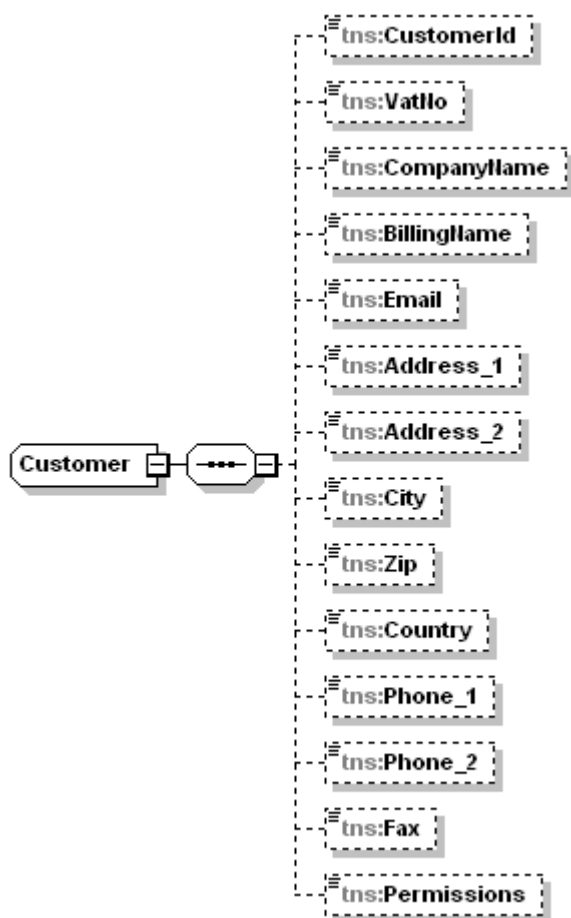 tns:CustomerId
tns:VatNo
tns:CompanyName
tns:BillingName
tns:Email
tns:Address_1
tns:Address_2
Customer
tns:City
tns:Zip
tns:Country
tns:Phone_1
tns:Phone_2
tns:Fax
tns:Permissions